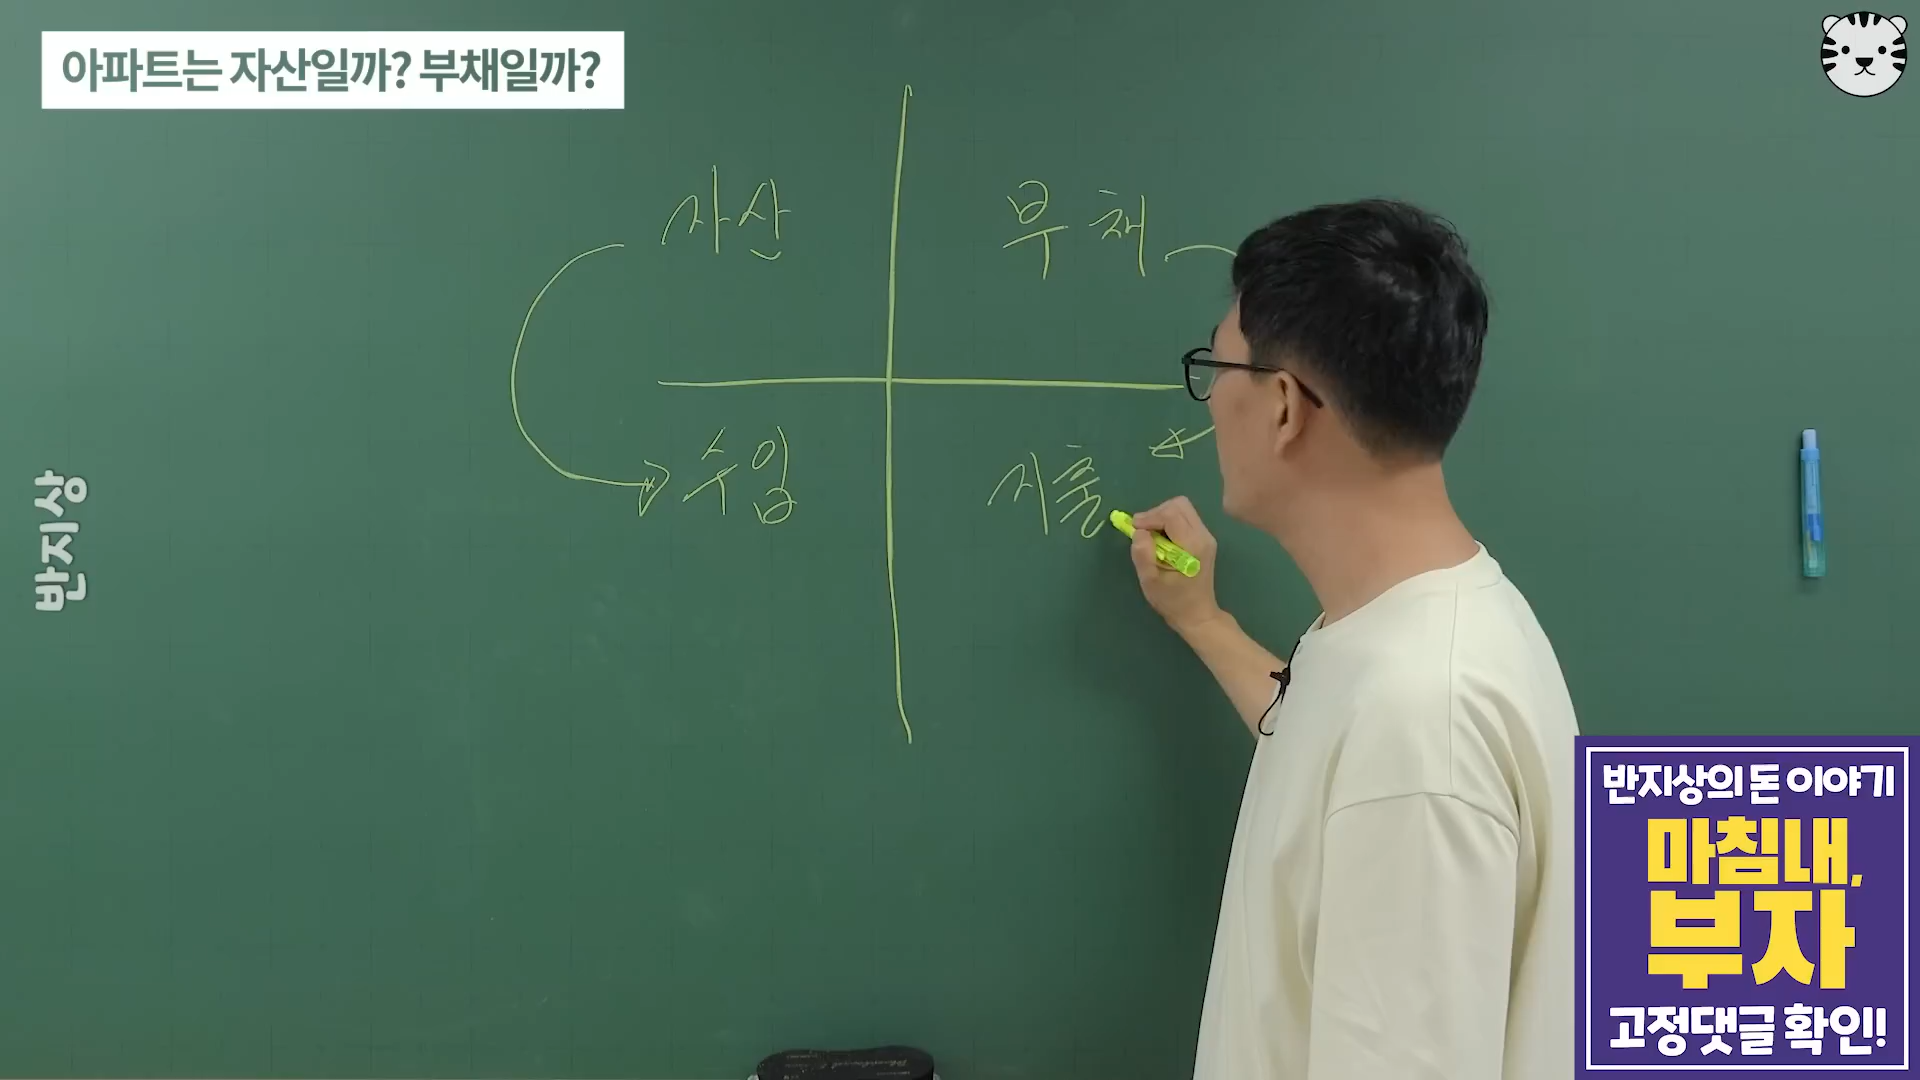 아파트는 자산일까? 부채일까?
자산
부채
수입
지출
반지상
반지상의 돈 이야기
마침내,
부자
고정댓글 확인!